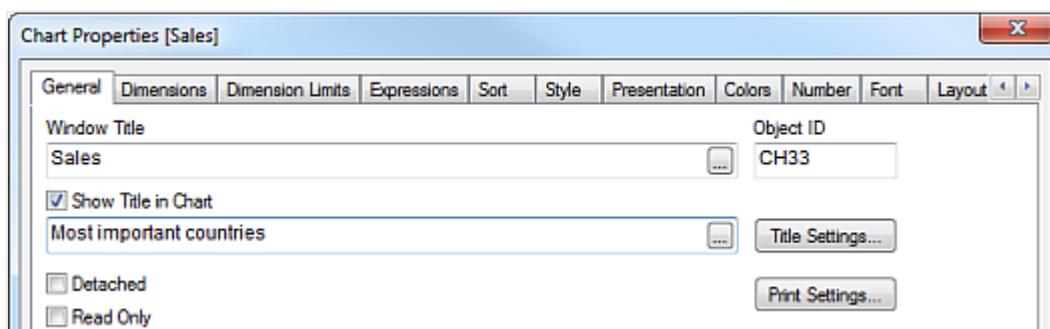 Chart Properties [Sales]
General Dimensions Dimension Limits Expressions Sort Style Presentation Colors Number Font Layout
Window Title Object ID
Sales ... CH33
Show Title in Chart
Most important countries ... Title Settings...
Detached
Print Settings...
Read Only